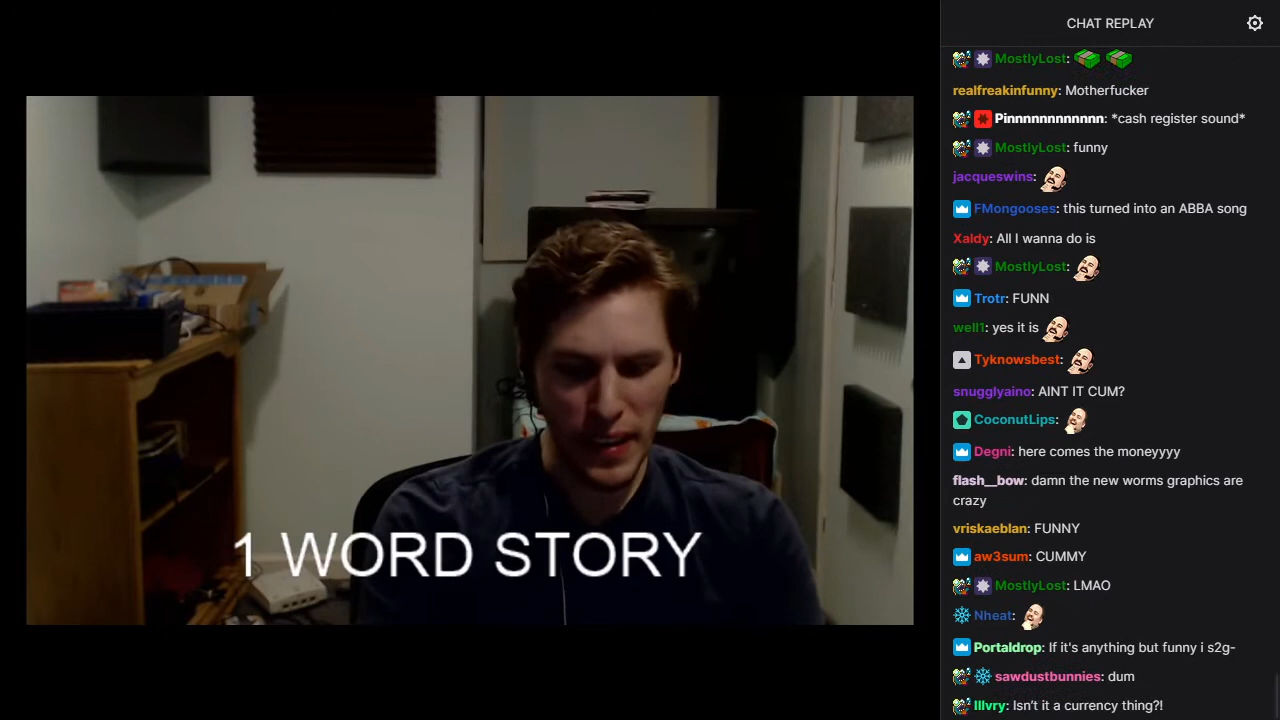 CHAT REPLAY
MostlyLost:
realfreakinfunny: Motherfucker
Pinnnnnnnnnnnn: *cash register sound*
MostlyLost: funny
jacqueswins:
FMongooses: this turned into an ABBA song
Xaldy: All I wanna do is
MostlyLost:
Trotr: FUNN
well1: yes it is
Tyknowsbest:
snugglyaino: AINT IT CUM?
CoconutLips:
Degni: here comes the moneyyyy
flash__bow: damn the new worms graphics are
crazy
vriskaeblan: FUNNY
aw3sum: CUMMY
MostlyLost: LMAO
Nheat:
Portaldrop: If it's anything but funny i s2g-
sawdustbunnies: dum
Illvry: Isn't it a currency thing?!
1 WORD STORY